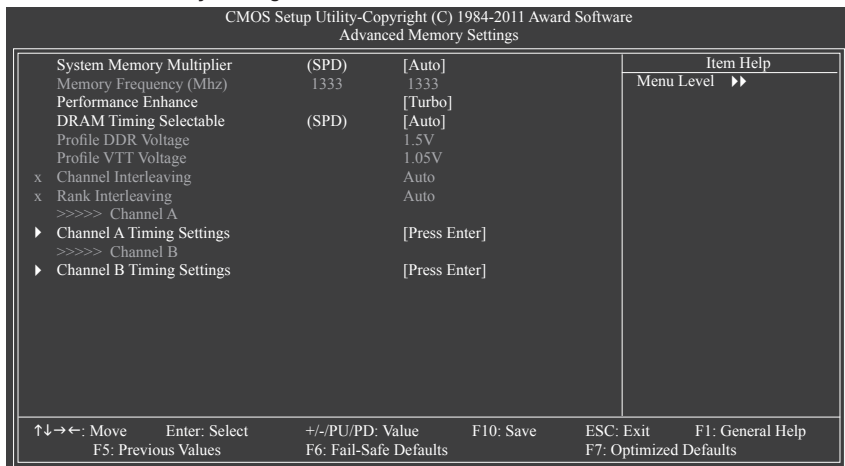 CMOS Setup Utility-Copyright (C) 1984-2011 Award Software
Advanced Memory Settings
System Memory Multiplier (SPD) [Auto]
Memory Frequency (Mhz) 1333 1333
Performance Enhance [Turbo]
DRAM Timing Selectable (SPD) [Auto]
Profile DDR Voltage 1.5V
Profile VTT Voltage 1.05V
x Channel Interleaving Auto
x Rank Interleaving Auto
>>>>> Channel A
Channel A Timing Settings [Press Enter]
>>>>> Channel B
Channel B Timing Settings [Press Enter]
Item Help
Menu Level
↑↓→←: Move Enter: Select +/-/PU/PD: Value F10: Save ESC: Exit F1: General Help
F5: Previous Values F6: Fail-Safe Defaults F7: Optimized Defaults